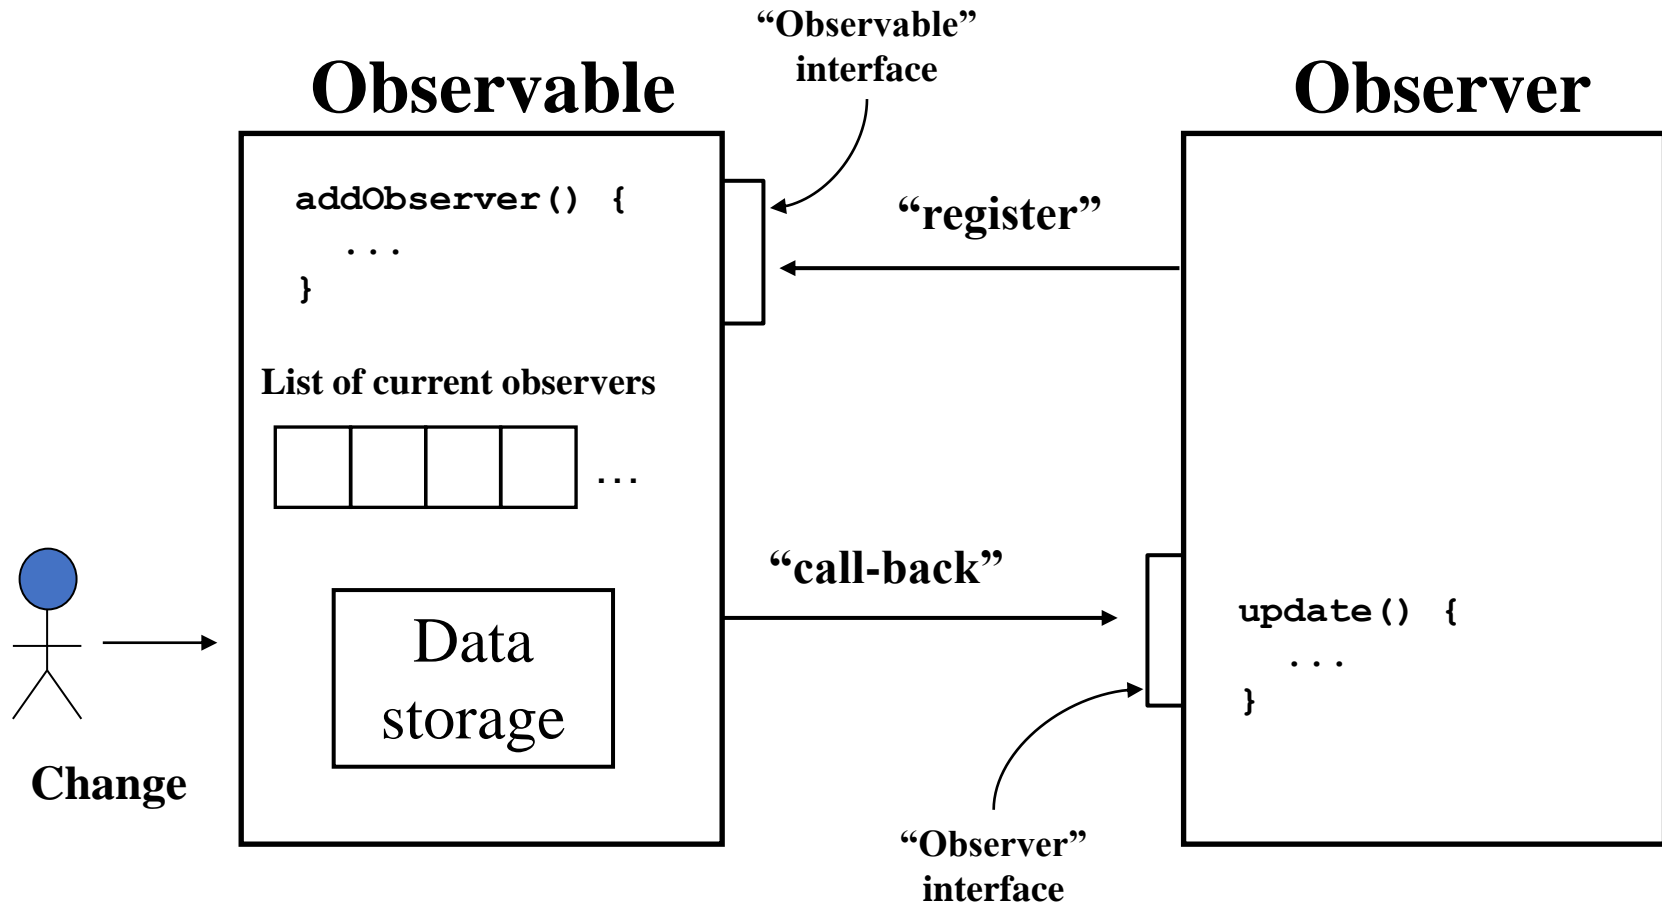 “Observable”
interface
Observable
Observer
addObserver() {
...
}
“register”
List of current observers
...
“call-back”
Data
storage
update() {
...
}
Change
“Observer”
interface